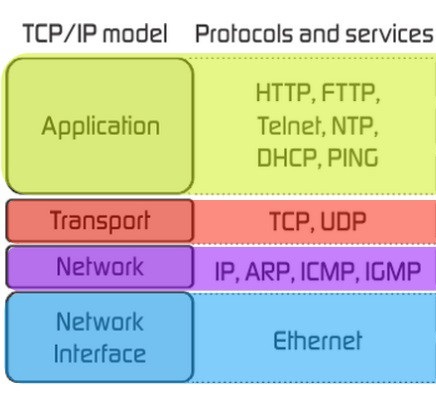 TCP/IP model Protocols and services
Application
HTTP, FTTP,
Telnet, NTP,
DHCP, PING
Transport
TCP, UDP
Network
IP, ARP, ICMP, IGMP
Network
Interface
Ethernet